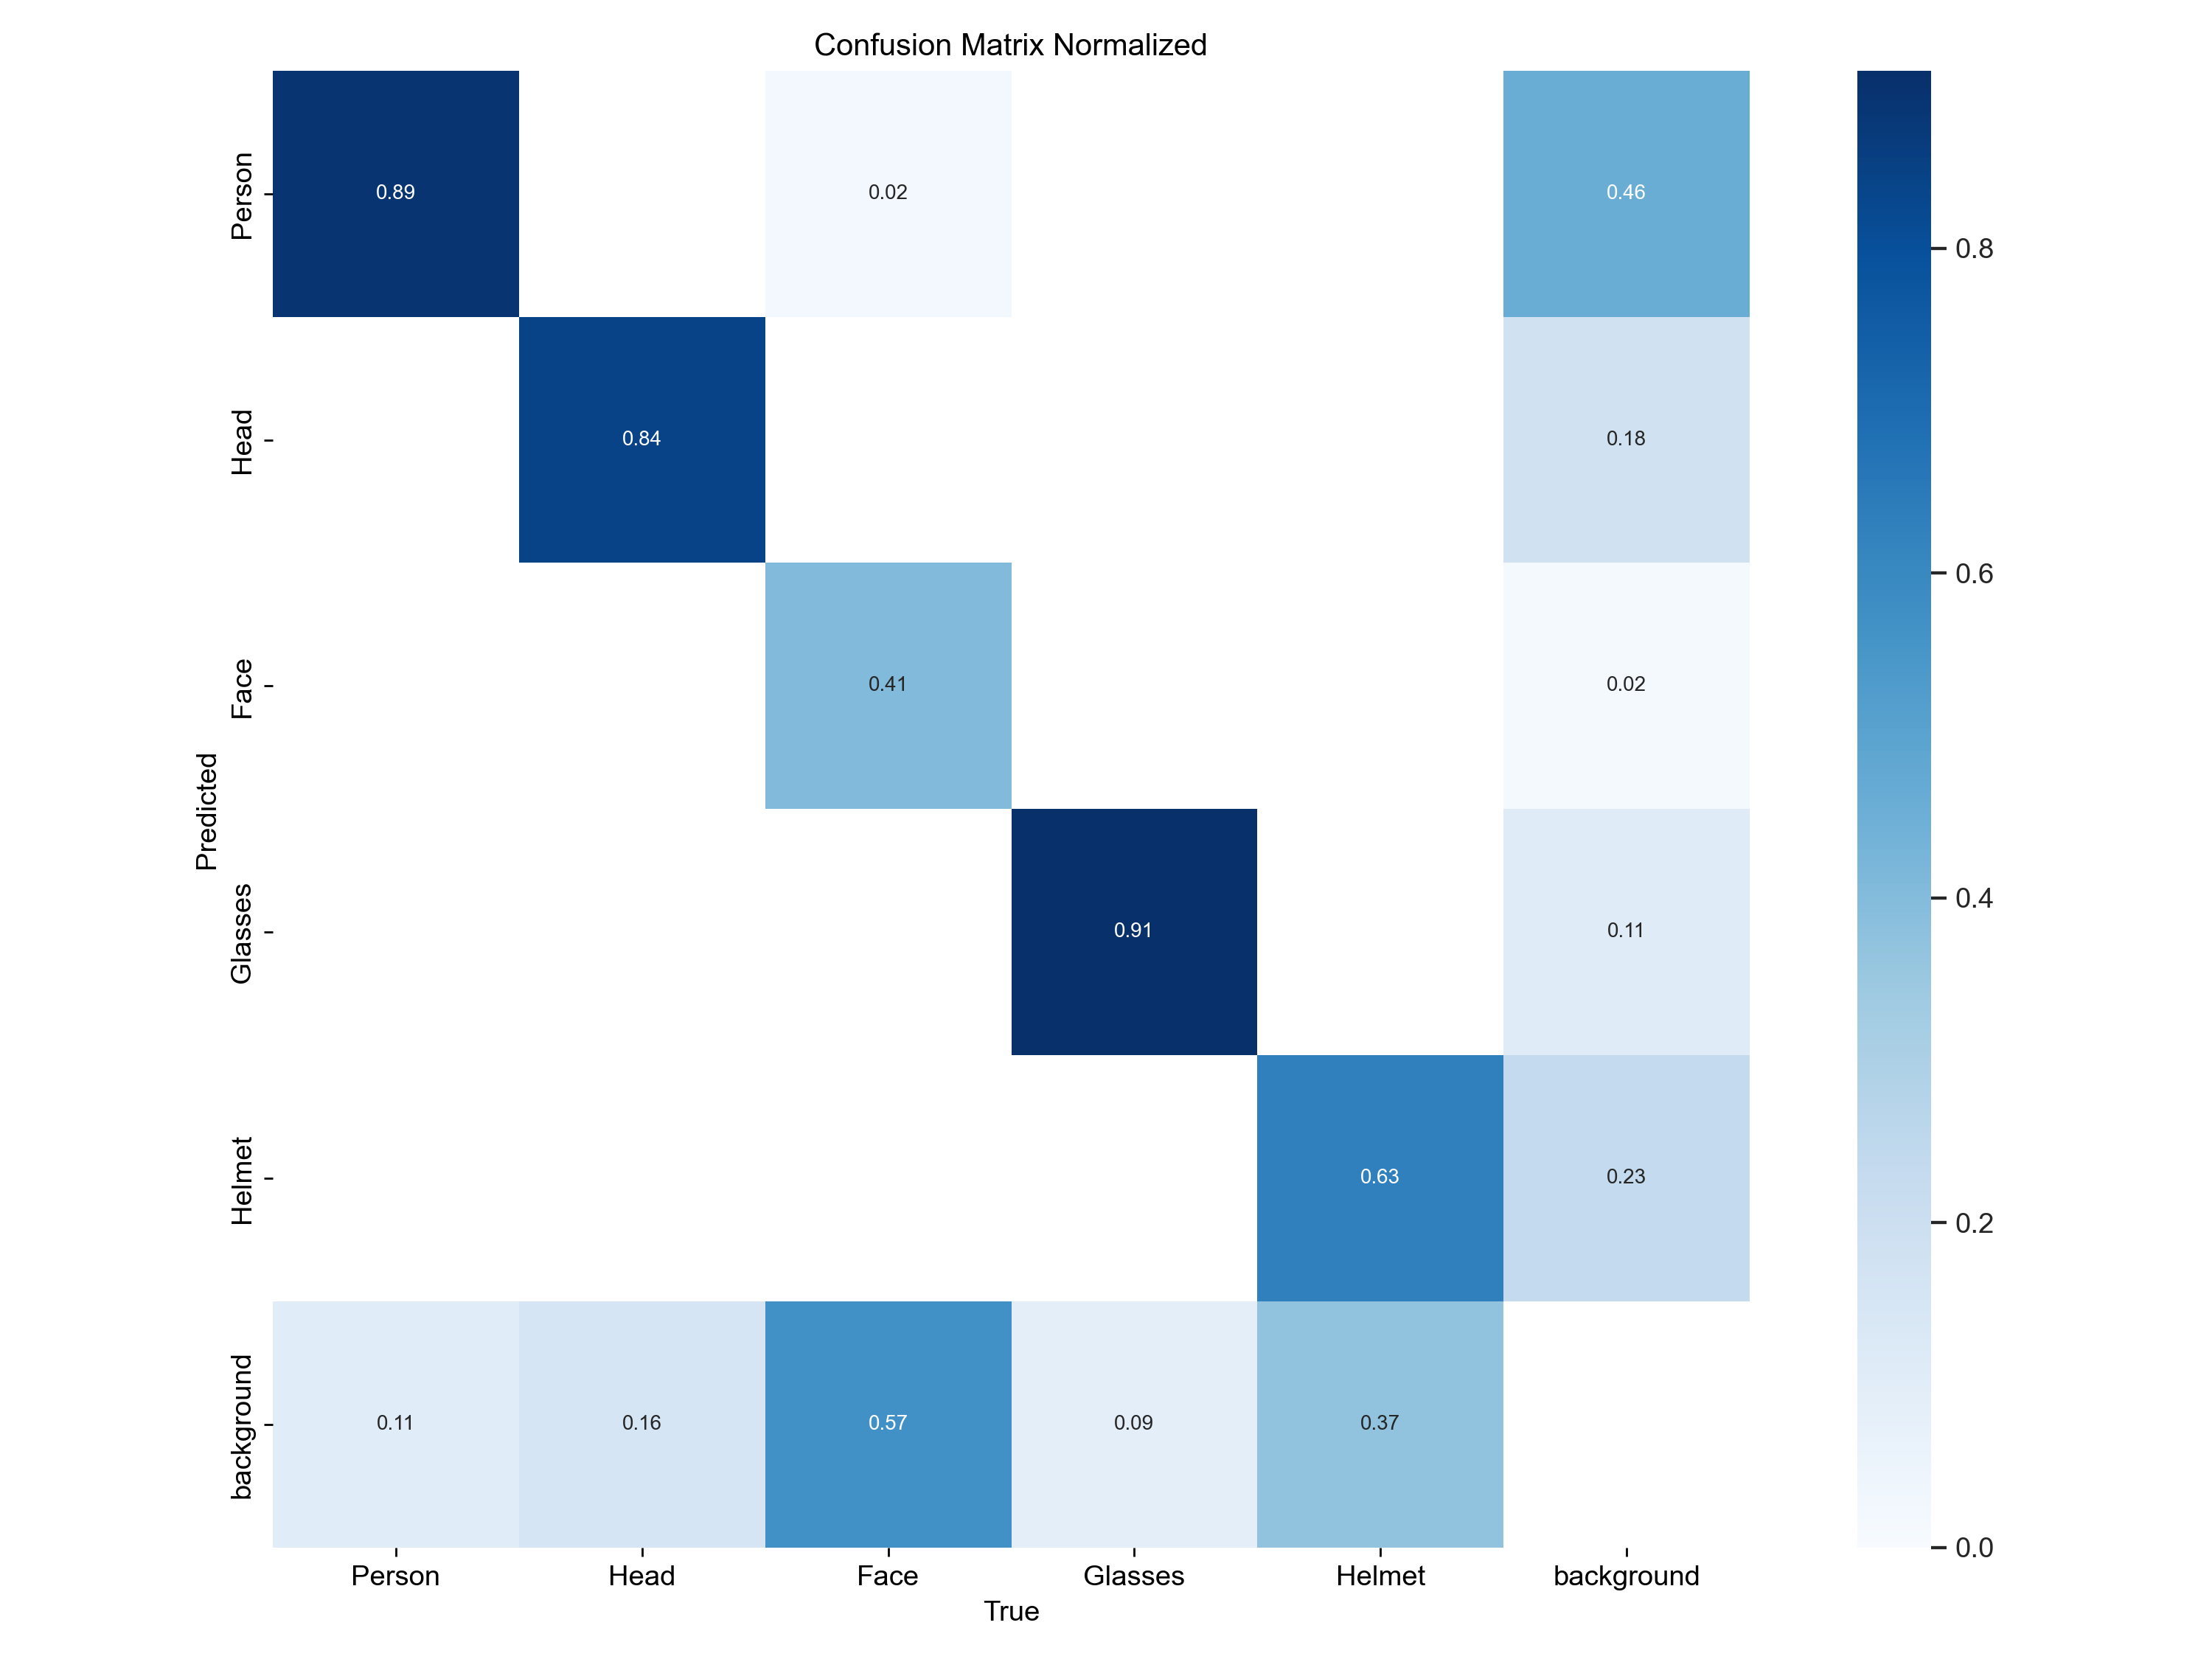 Confusion Matrix Normalized
Person
0.89
0.02
0.46
0.8
Head
0.84
0.18
0.6
Face
0.41
0.02
Predicted
0.4
Glasses
0.91
0.11
Helmet
0.63
0.23
0.2
background
0.11
0.16
0.57
0.09
0.37
0.0
Person
Head
Face
Glasses
Helmet
background
True